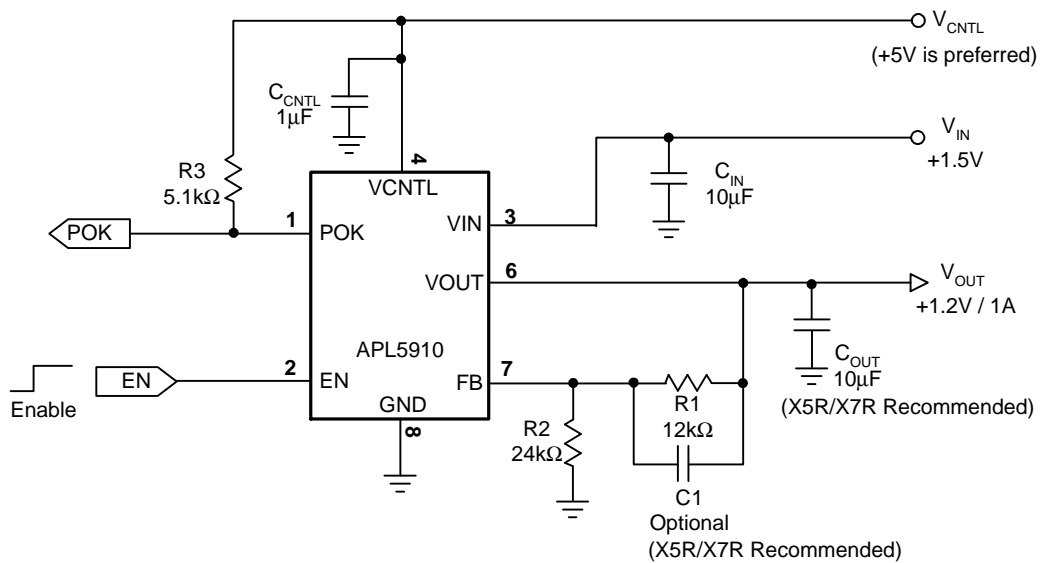 V_CNTL
(+5V is preferred)
C_CNTL
1μF
V_IN
+1.5V
C_IN
10μF
R3
5.1kΩ
4
VCNTL
POK
1
POK
VIN
3
VOUT
6
V_OUT
+1.2V / 1A
APL5910
C_OUT
10μF
(X5R/X7R Recommended)
Enable
EN
2
EN
FB
7
GND
8
R2
24kΩ
R1
12kΩ
C1
Optional
(X5R/X7R Recommended)